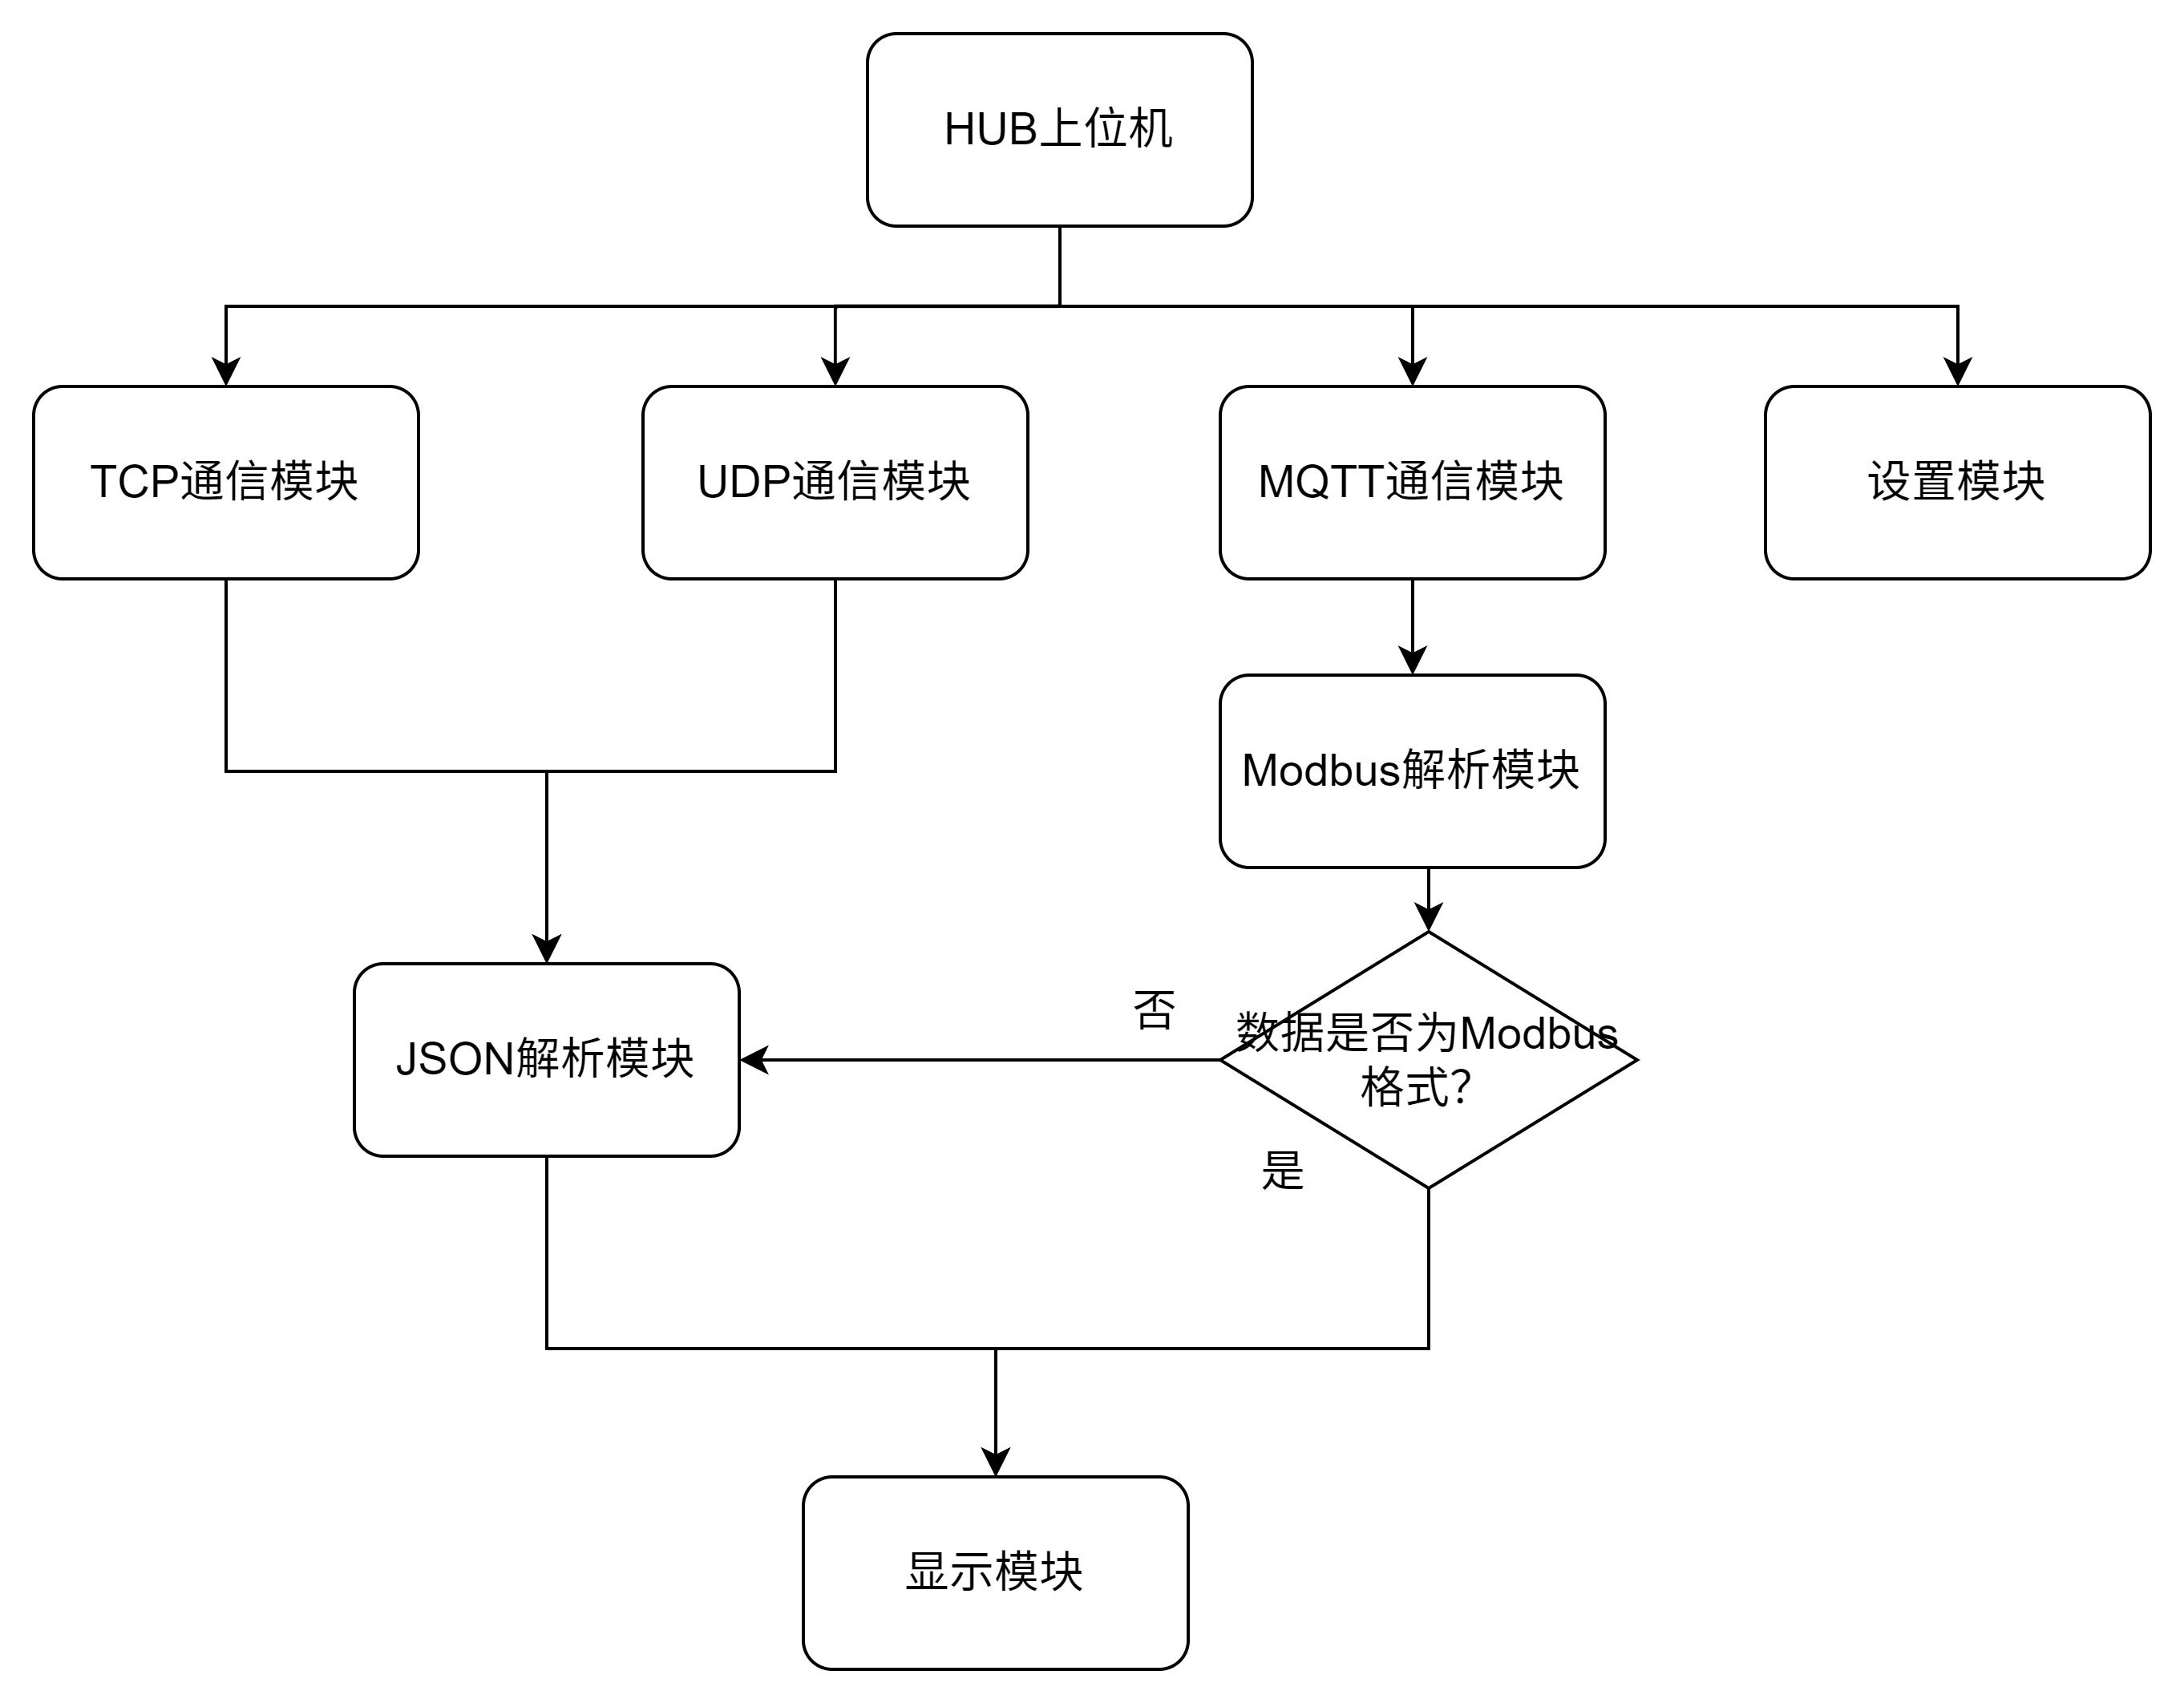 HUB上位机
TCP通信模块
UDP通信模块
MQTT通信模块
设置模块
Modbus解析模块
否
数据是否为Modbus
格式？
JSON解析模块
是
显示模块